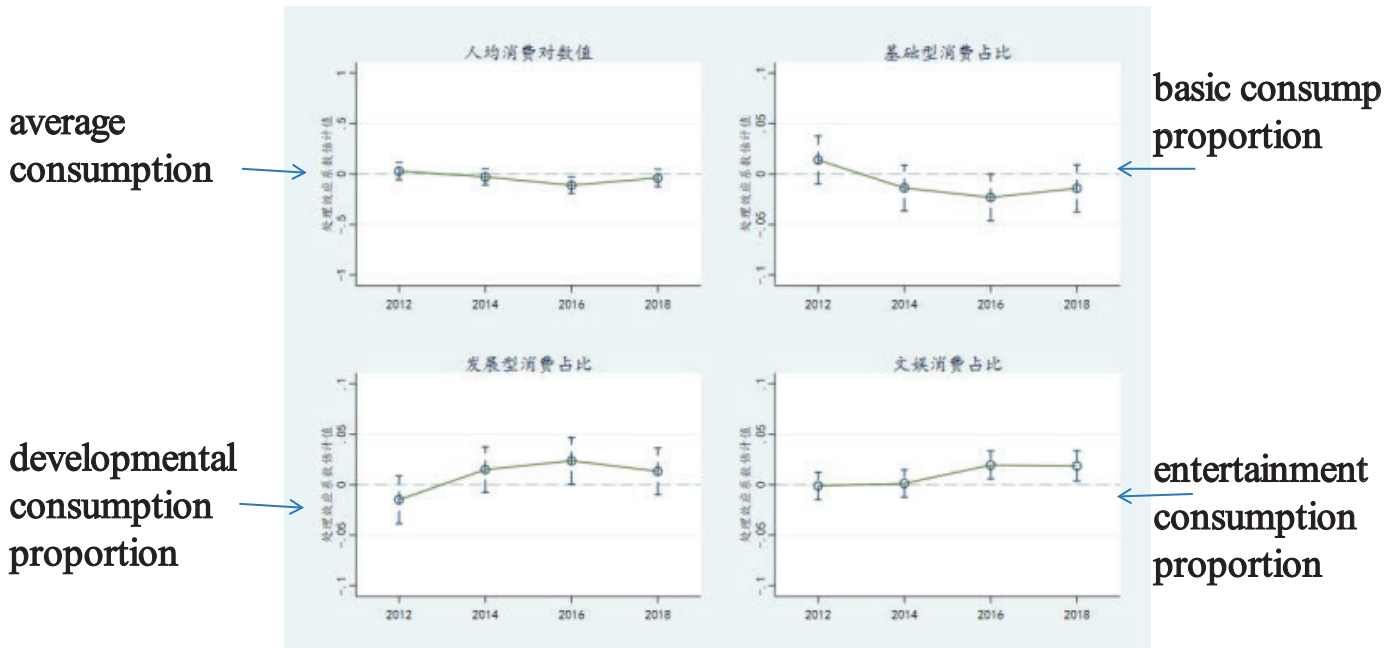 average
consumption
人均消费对数值
处理效应系数估计值
.1
.5
0
-.5
-1
2012 2014 2016 2018
基础型消费占比
处理效应系数估计值
.1
.05
0
-.05
-.1
2012 2014 2016 2018
basic consump
proportion
developmental
consumption
proportion
发展型消费占比
处理效应系数估计值
.1
.05
0
-.05
-.1
2012 2014 2016 2018
文娱消费占比
处理效应系数估计值
.1
.05
0
-.05
-.1
2012 2014 2016 2018
entertainment
consumption
proportion